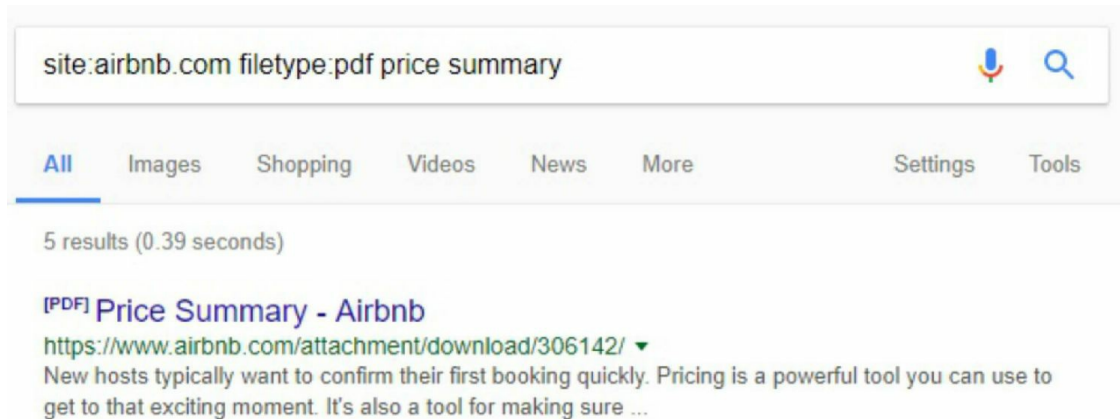 site:airbnb.com filetype:pdf price summary
All Images Shopping Videos News More Settings Tools
5 results (0.39 seconds)
[PDF] Price Summary - Airbnb
https://www.airbnb.com/attachment/download/306142/
New hosts typically want to confirm their first booking quickly. Pricing is a powerful tool you can use to
get to that exciting moment. It's also a tool for making sure ...